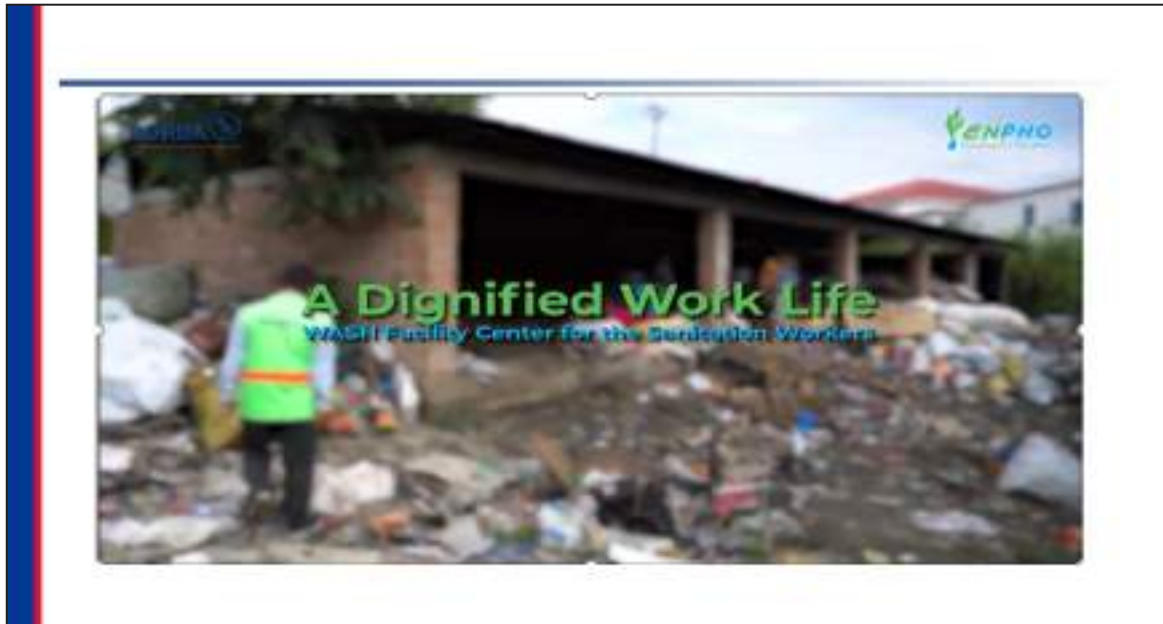 ENPHO
A Dignified Work Life
WASH Facility Center for the Sanitation Workers